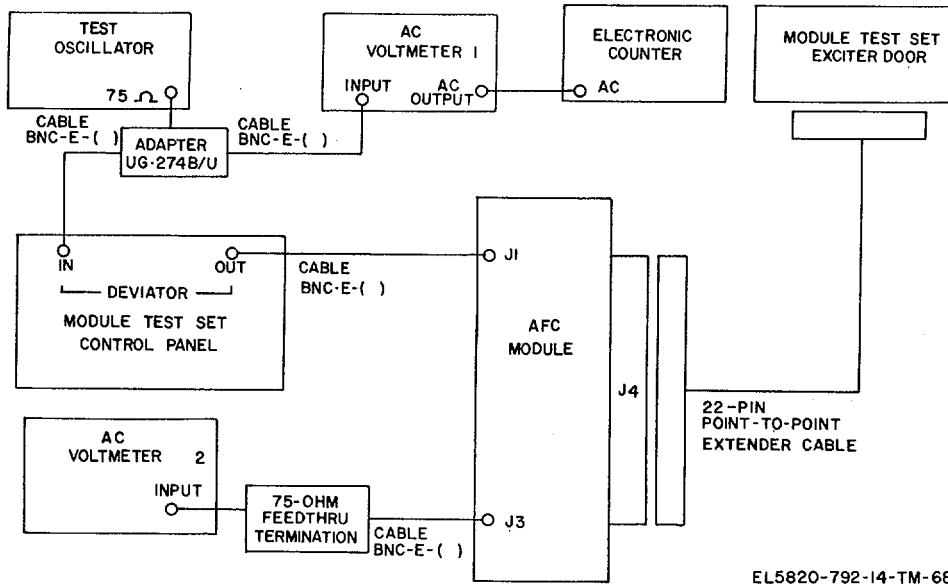 TEST
OSCILLATOR
75 Ω
AC
VOLTMETER 1
INPUT
AC
OUTPUT
ELECTRONIC
COUNTER
AC
MODULE TEST SET
EXCITER DOOR
CABLE
BNC-E-( )
ADAPTER
UG-274B/U
CABLE
BNC-E-( )
IN
OUT
DEVIATOR
MODULE TEST SET
CONTROL PANEL
CABLE
BNC-E-( )
J1
AFC
MODULE
J4
22-PIN
POINT-TO-POINT
EXTENDER CABLE
AC
VOLTMETER 2
INPUT
75-OHM
FEEDTHRU
TERMINATION
CABLE
BNC-E-( )
J3
EL5820-792-14-TM-68